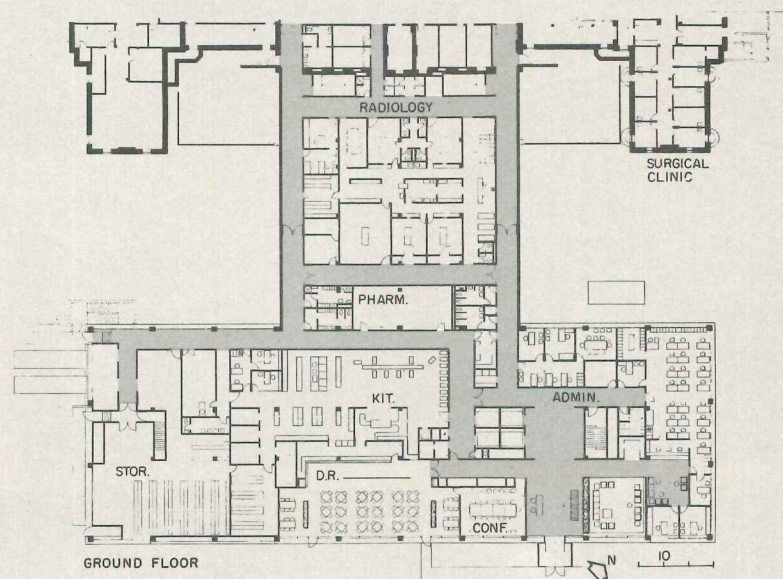 RADIOLOGY
SURGICAL
CLINIC
PHARM.
KIT.
ADMIN.
STOR.
D.R.
CONF.
GROUND FLOOR
N
10